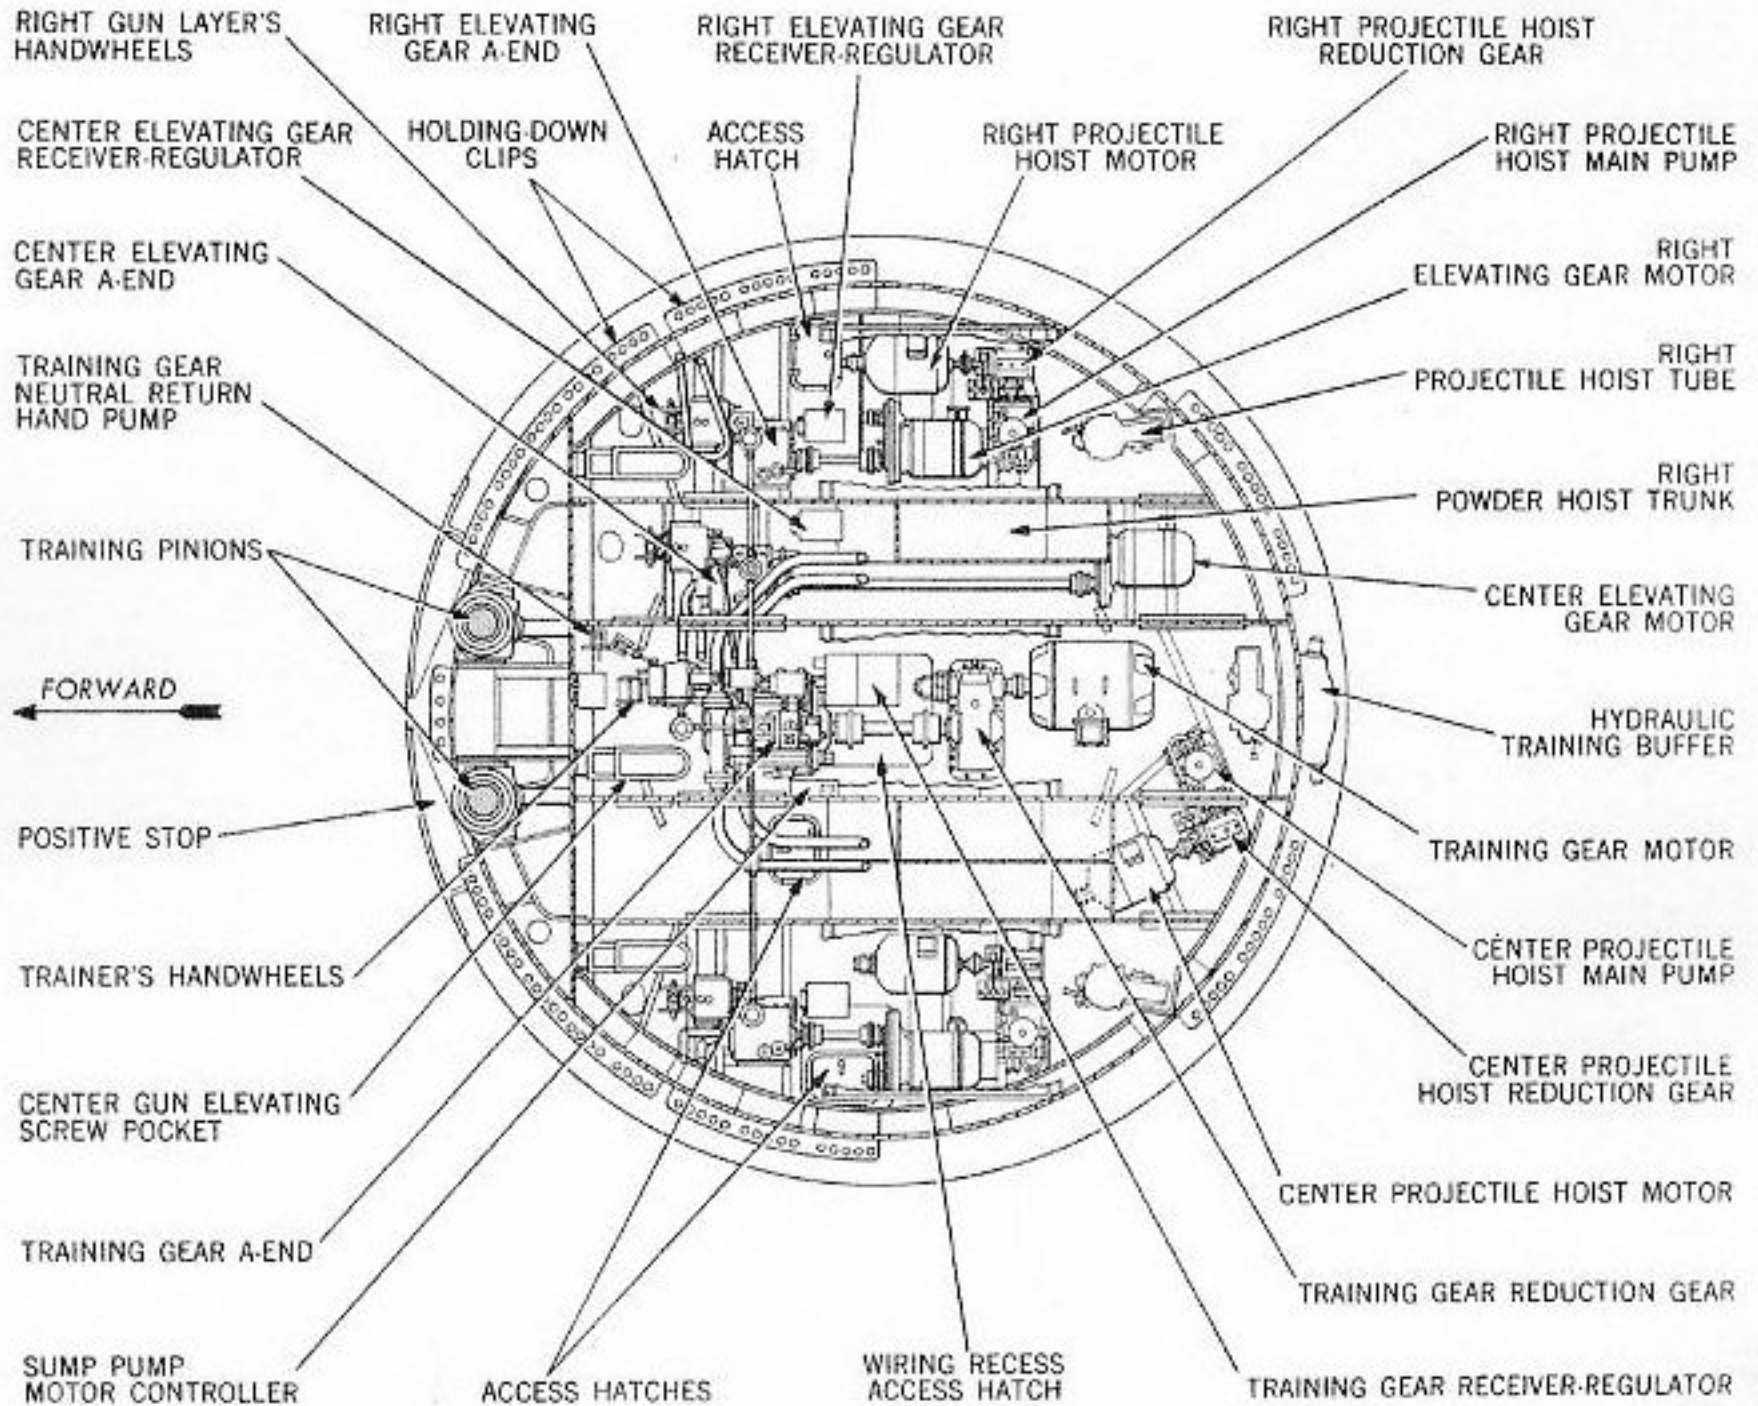 RIGHT GUN LAYER'S
HANDWHEELS
RIGHT ELEVATING
GEAR A-END
RIGHT ELEVATING GEAR
RECEIVER-REGULATOR
RIGHT PROJECTILE HOIST
REDUCTION GEAR
CENTER ELEVATING GEAR
RECEIVER-REGULATOR
HOLDING-DOWN
CLIPS
ACCESS
HATCH
RIGHT PROJECTILE
HOIST MOTOR
RIGHT PROJECTILE
HOIST MAIN PUMP
CENTER ELEVATING
GEAR A-END
RIGHT
ELEVATING GEAR MOTOR
TRAINING GEAR
NEUTRAL RETURN
HAND PUMP
RIGHT
PROJECTILE HOIST TUBE
RIGHT
POWDER HOIST TRUNK
TRAINING PINIONS
CENTER ELEVATING
GEAR MOTOR
FORWARD
HYDRAULIC
TRAINING BUFFER
POSITIVE STOP
TRAINING GEAR MOTOR
TRAINER'S HANDWHEELS
CENTER PROJECTILE
HOIST MAIN PUMP
CENTER GUN ELEVATING
SCREW POCKET
CENTER PROJECTILE
HOIST REDUCTION GEAR
CENTER PROJECTILE HOIST MOTOR
TRAINING GEAR A-END
TRAINING GEAR REDUCTION GEAR
SUMP PUMP
MOTOR CONTROLLER
ACCESS HATCHES
WIRING RECESS
ACCESS HATCH
TRAINING GEAR RECEIVER-REGULATOR